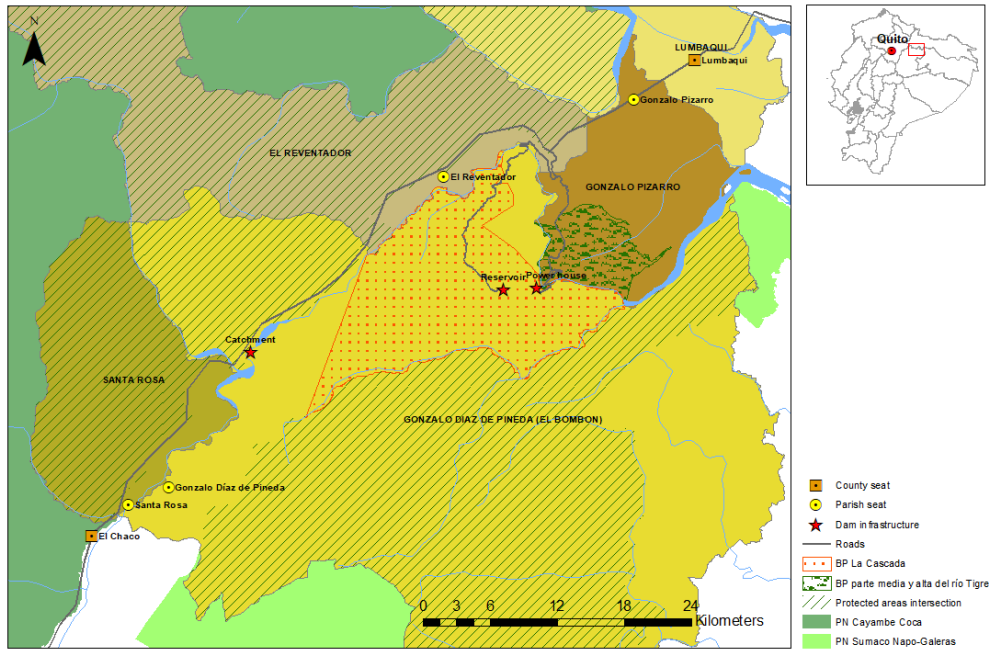 N
LUMBAQUI
Lumbaqui
Gonzalo Pizarro
EL REVENTADOR
El Reventador
GONZALO PIZARRO
Reservoir
Power house
Catchment
SANTA ROSA
GONZALO DIAZ DE PINEDA (EL BOMBON)
Gonzalo Díaz de Pineda
Santa Rosa
El Chaco
0 3 6 12 18 24
Kilometers
Quito
County seat
Parish seat
Dam infrastructure
Roads
BP La Cascada
BP parte media y alta del río Tigre
Protected areas intersection
PN Cayambe Coca
PN Sumaco Napo-Galeras